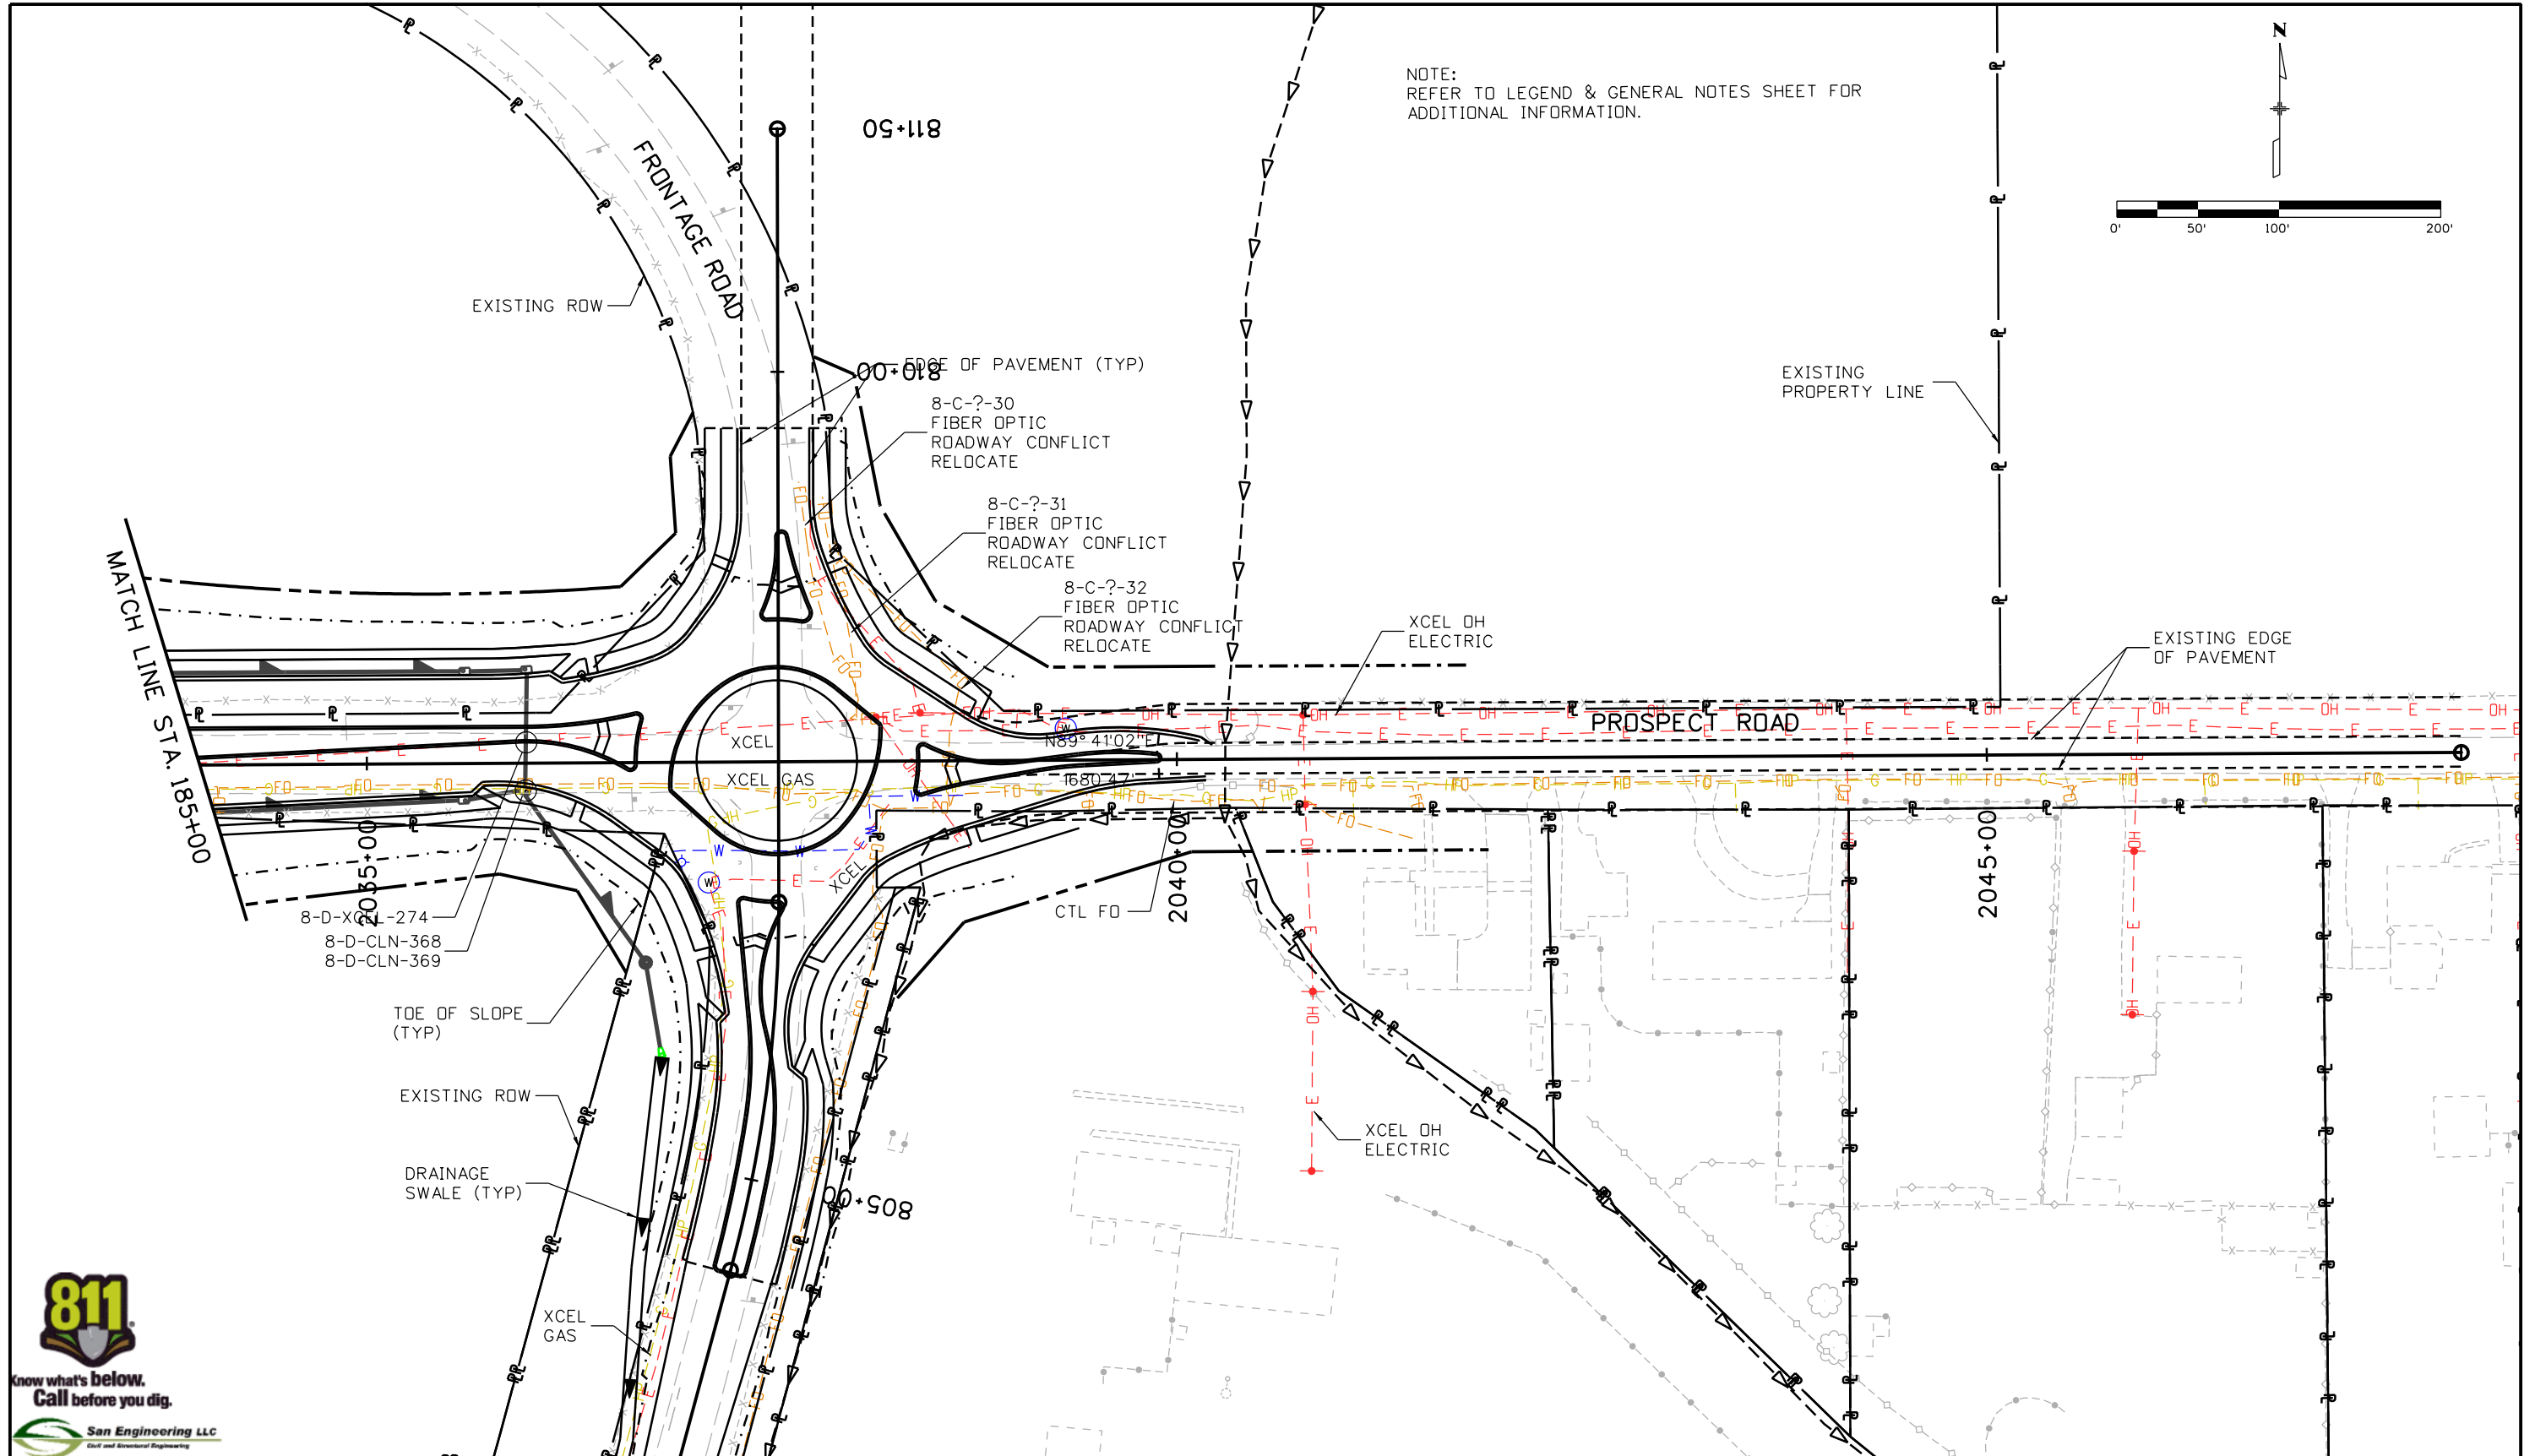 N
NOTE:
REFER TO LEGEND & GENERAL NOTES SHEET FOR
ADDITIONAL INFORMATION.
0' 50' 100' 200'
811+50
FRONTAGE ROAD
EXISTING ROW
EDGE OF PAVEMENT (TYP)
810+00
8-C-?-30
FIBER OPTIC
ROADWAY CONFLICT
RELOCATE
EXISTING
PROPERTY LINE
8-C-?-31
FIBER OPTIC
ROADWAY CONFLICT
RELOCATE
8-C-?-32
FIBER OPTIC
ROADWAY CONFLICT
RELOCATE
XCEL OH
ELECTRIC
EXISTING EDGE
OF PAVEMENT
MATCH LINE STA. 185+00
PROSPECT ROAD
XCEL
N89°41'02"E
XCEL GAS
1680.47'
XCEL
2035+00
2040+00
2045+00
8-D-XCEL-274
8-D-CLN-368
8-D-CLN-369
CTL FO
TOE OF SLOPE
(TYP)
EXISTING ROW
XCEL OH
ELECTRIC
DRAINAGE
SWALE (TYP)
805+00
XCEL
GAS
811
Know what's below.
Call before you dig.
San Engineering LLC
Civil and Structural Engineering